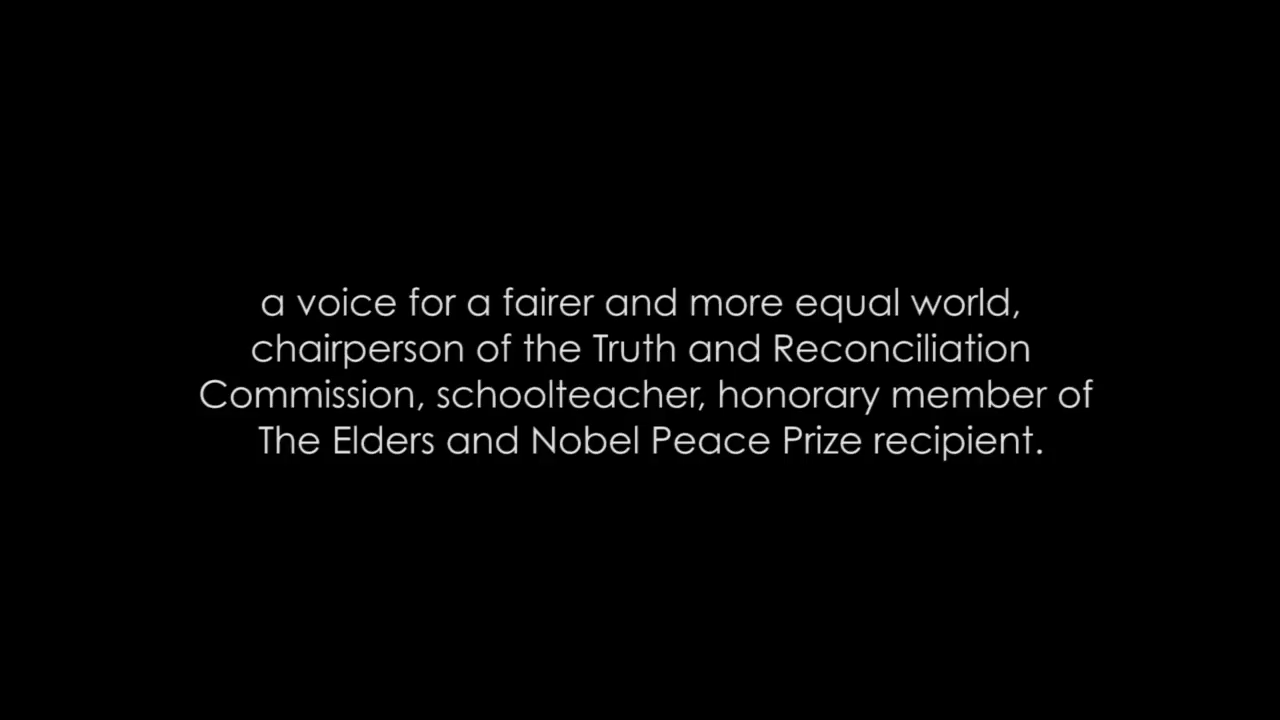 a voice for a fairer and more equal world,
chairperson of the Truth and Reconciliation
Commission, schoolteacher, honorary member of
The Elders and Nobel Peace Prize recipient.